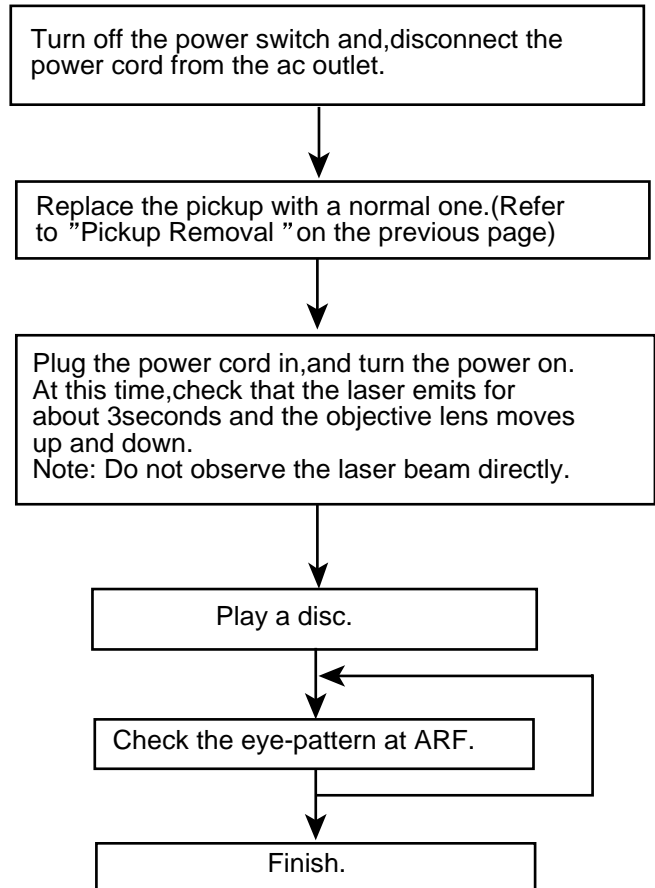 Turn off the power switch and,disconnect the
power cord from the ac outlet.
Replace the pickup with a normal one.(Refer
to ”Pickup Removal ”on the previous page)
Plug the power cord in,and turn the power on.
At this time,check that the laser emits for
about 3seconds and the objective lens moves
up and down.
Note: Do not observe the laser beam directly.
Play a disc.
Check the eye-pattern at ARF.
Finish.